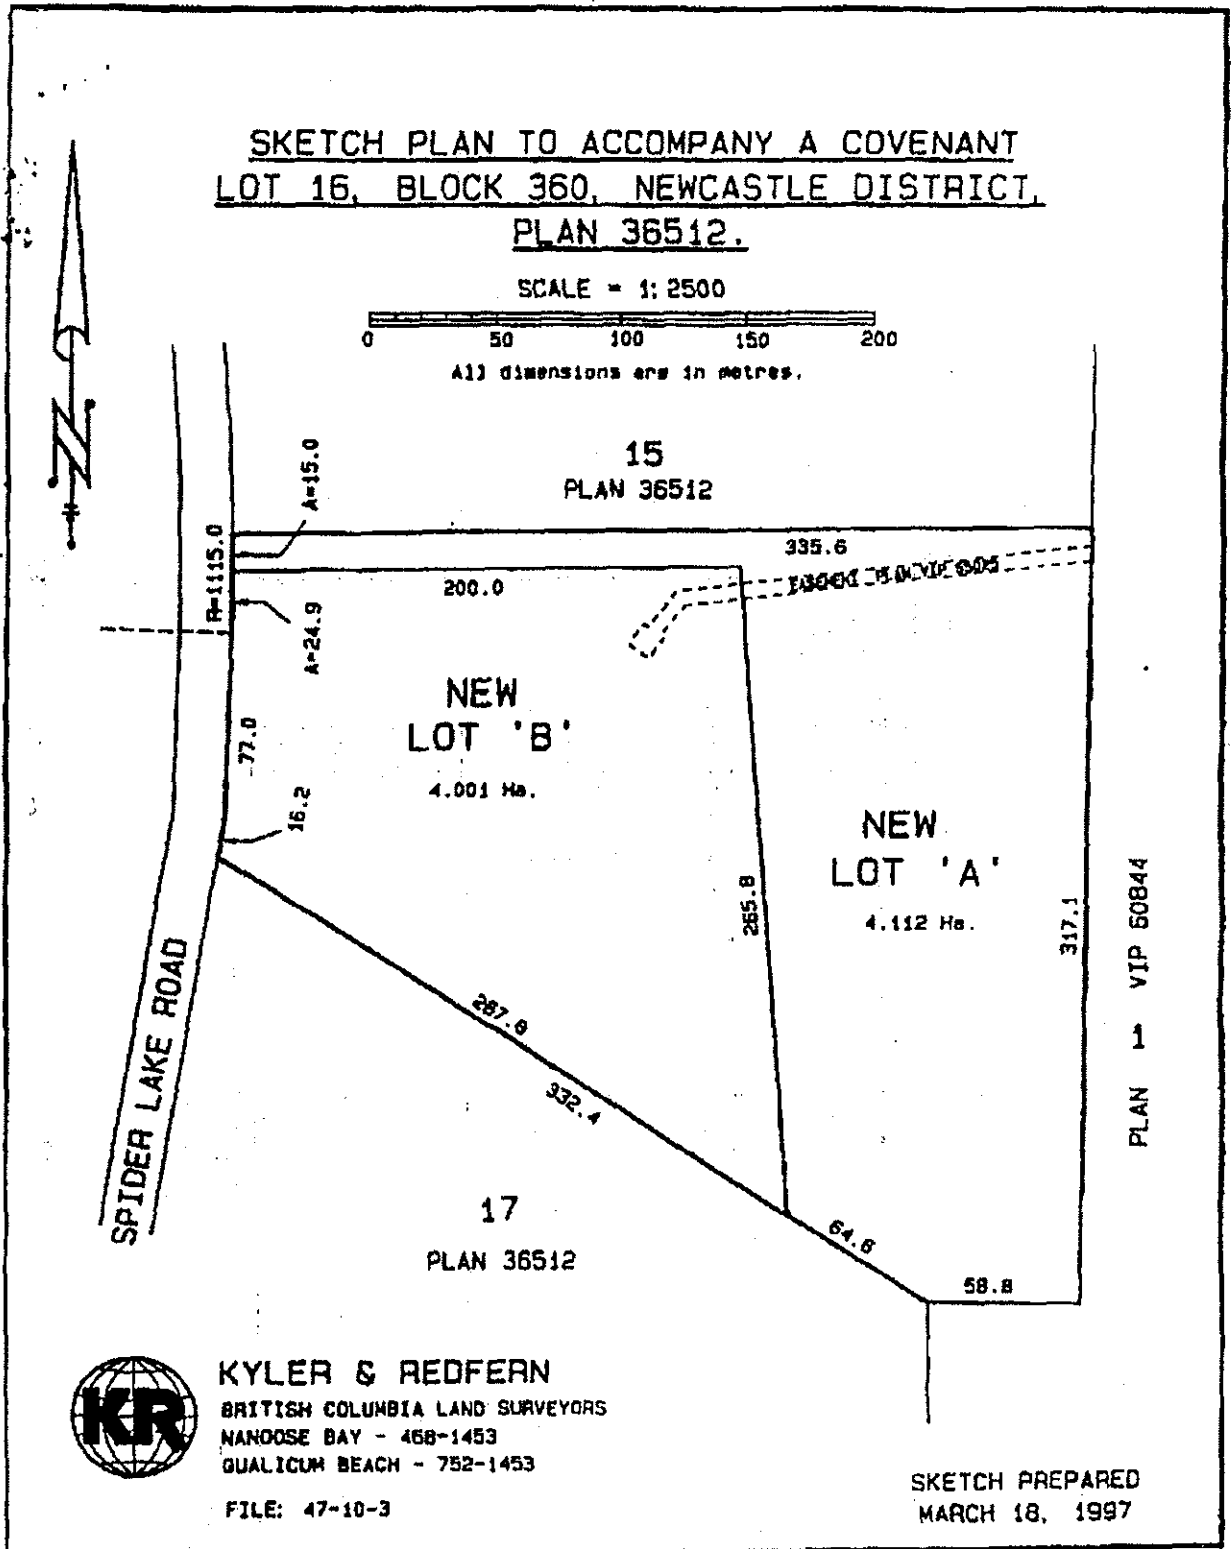 SKETCH PLAN TO ACCOMPANY A COVENANT
LOT 16, BLOCK 360, NEWCASTLE DISTRICT,
PLAN 36512.
SCALE = 1:2500
0 50 100 150 200
All dimensions are in metres.
N
15
PLAN 36512
R=1115.0
A=15.0
335.6
200.0
A=24.9
NEW
LOT 'B'
4.001 Ha.
77.0
16.2
NEW
LOT 'A'
4.112 Ha.
265.8
317.1
PLAN 1 VIP 60844
SPIDER LAKE ROAD
267.8
332.4
17
PLAN 36512
64.6
58.8
KR
KYLER & REDFERN
BRITISH COLUMBIA LAND SURVEYORS
NANOOSE BAY - 468-1453
QUALICUM BEACH - 752-1453
FILE: 47-10-3
SKETCH PREPARED
MARCH 18, 1997